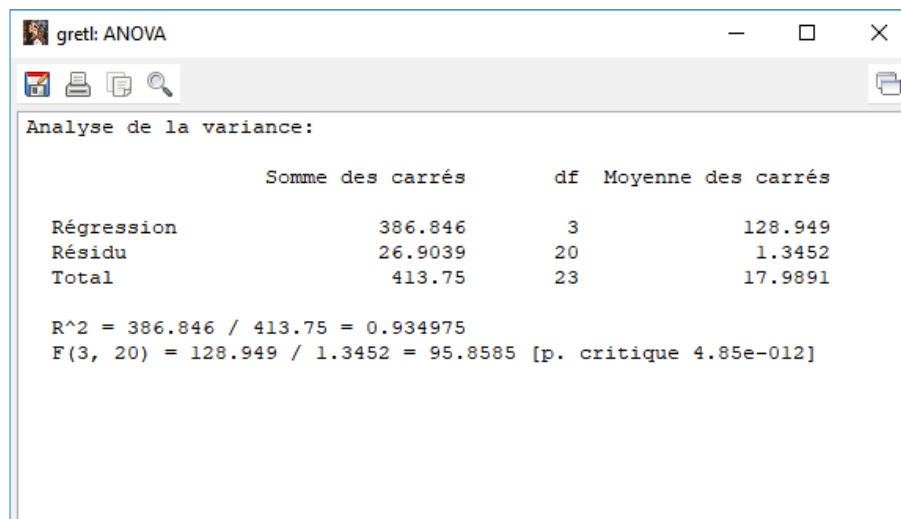 gretl: ANOVA
Analyse de la variance:
Somme des carrés df Moyenne des carrés
Régression 386.846 3 128.949
Résidu 26.9039 20 1.3452
Total 413.75 23 17.9891
R^2 = 386.846 / 413.75 = 0.934975
F(3, 20) = 128.949 / 1.3452 = 95.8585 [p. critique 4.85e-012]